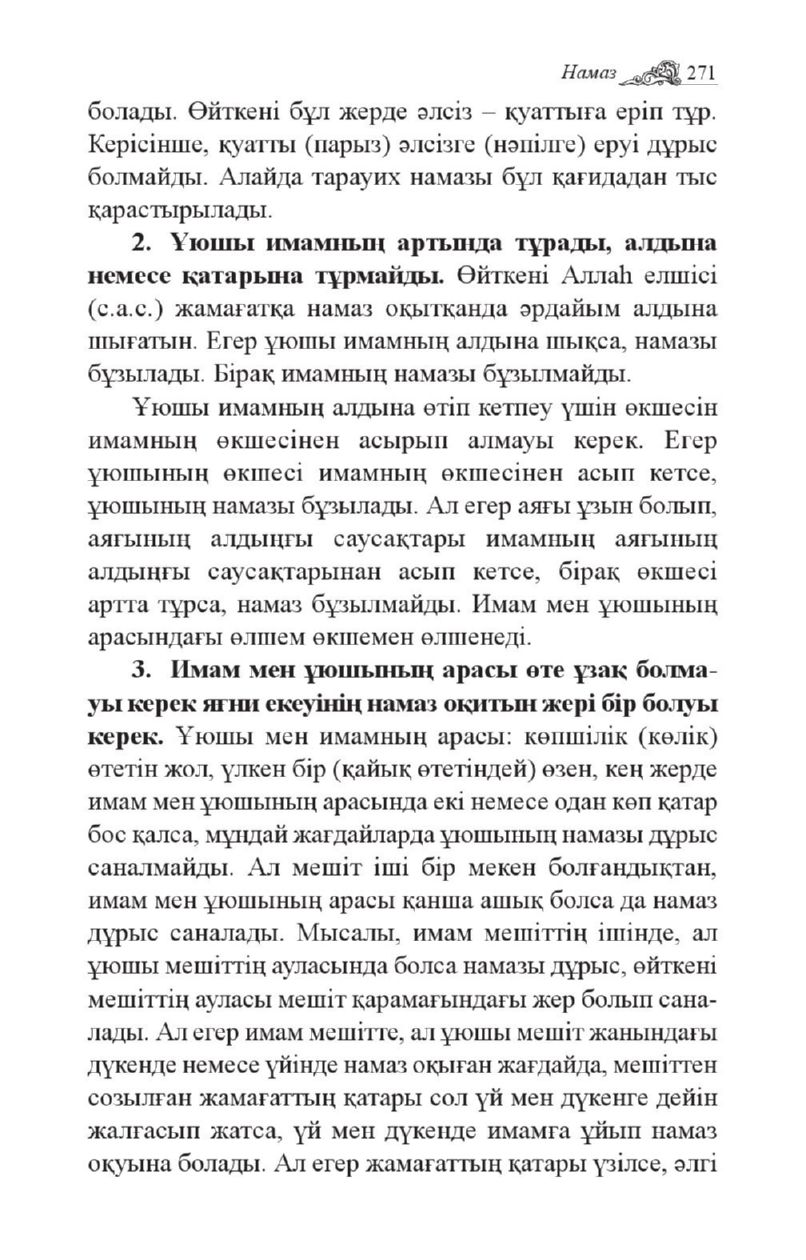 Намаз 271
болады. Өйткені бұл жерде әлсіз – қуаттыға еріп тұр.
Керісінше, қуатты (парыз) әлсізге (нәпілге) еруі дұрыс
болмайды. Алайда тарауих намазы бұл қағидадан тыс
қарастырылады.
2. Ұюшы имамның артында тұрады, алдына
немесе қатарына тұрмайды. Өйткені Аллаһ елшісі
(с.а.с.) жамағатқа намаз оқытқанда әрдайым алдына
шығатын. Егер ұюшы имамның алдына шықса, намазы
бұзылады. Бірақ имамның намазы бұзылмайды.
Ұюшы имамның алдына өтіп кетпеу үшін өкшесін
имамның өкшесінен асырып алмауы керек. Егер
ұюшының өкшесі имамның өкшесінен асып кетсе,
ұюшының намазы бұзылады. Ал егер аяғы ұзын болып,
аяғының алдыңғы саусақтары имамның аяғының
алдыңғы саусақтарынан асып кетсе, бірақ өкшесі
артта тұрса, намаз бұзылмайды. Имам мен ұюшының
арасындағы өлшем өкшемен өлшенеді.
3. Имам мен ұюшының арасы өте ұзақ болма-
уы керек яғни екеуінің намаз оқитын жері бір болуы
керек. Ұюшы мен имамның арасы: көпшілік (көлік)
өтетін жол, үлкен бір (қайық өтетіндей) өзен, кең жерде
имам мен ұюшының арасында екі немесе одан көп қатар
бос қалса, мұндай жағдайларда ұюшының намазы дұрыс
саналмайды. Ал мешіт іші бір мекен болғандықтан,
имам мен ұюшының арасы қанша ашық болса да намаз
дұрыс саналады. Мысалы, имам мешіттің ішінде, ал
ұюшы мешіттің ауласында болса намазы дұрыс, өйткені
мешіттің ауласы мешіт қарамағындағы жер болып сана-
лады. Ал егер имам мешітте, ал ұюшы мешіт жанындағы
дүкенде немесе үйінде намаз оқыған жағдайда, мешіттен
созылған жамағаттың қатары сол үй мен дүкенге дейін
жалғасып жатса, үй мен дүкенде имамға ұйып намаз
оқуына болады. Ал егер жамағаттың қатары үзілсе, әлгі